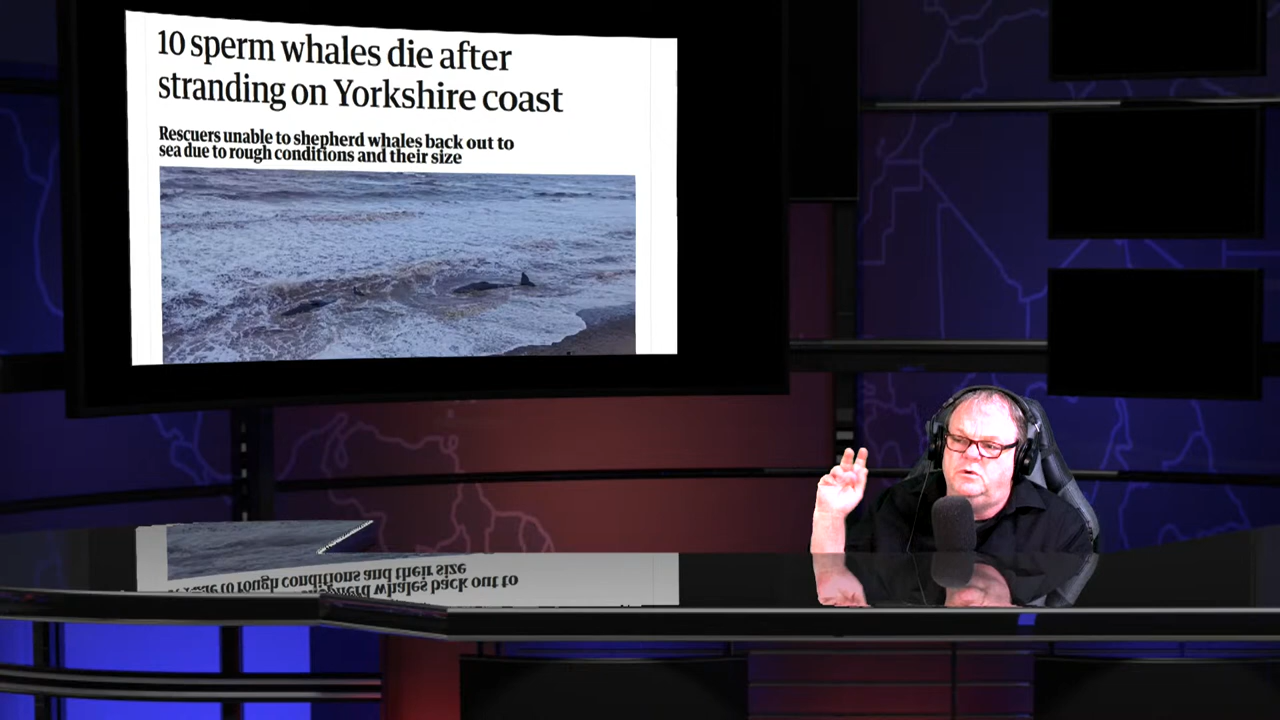 10 sperm whales die after
stranding on Yorkshire coast
Rescuers unable to shepherd whales back out to
sea due to rough conditions and their size